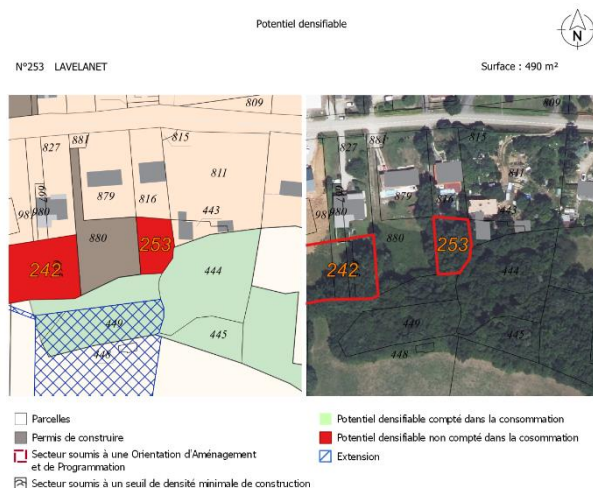 Potentiel densifiable
N
N°253 LAVELANET
Surface : 490 m²
809
881
815
827
811
879
816
980
443
880
253
242
444
449
445
448
809
881
815
827
879
816
980
443
880
253
242
444
449
445
448
Parcelles
Permis de construire
Secteur soumis à une Orientation d'Aménagement
et de Programmation
Secteur soumis à un seuil de densité minimale de construction
Potentiel densifiable compté dans la consommation
Potentiel densifiable non compté dans la cosommation
Extension